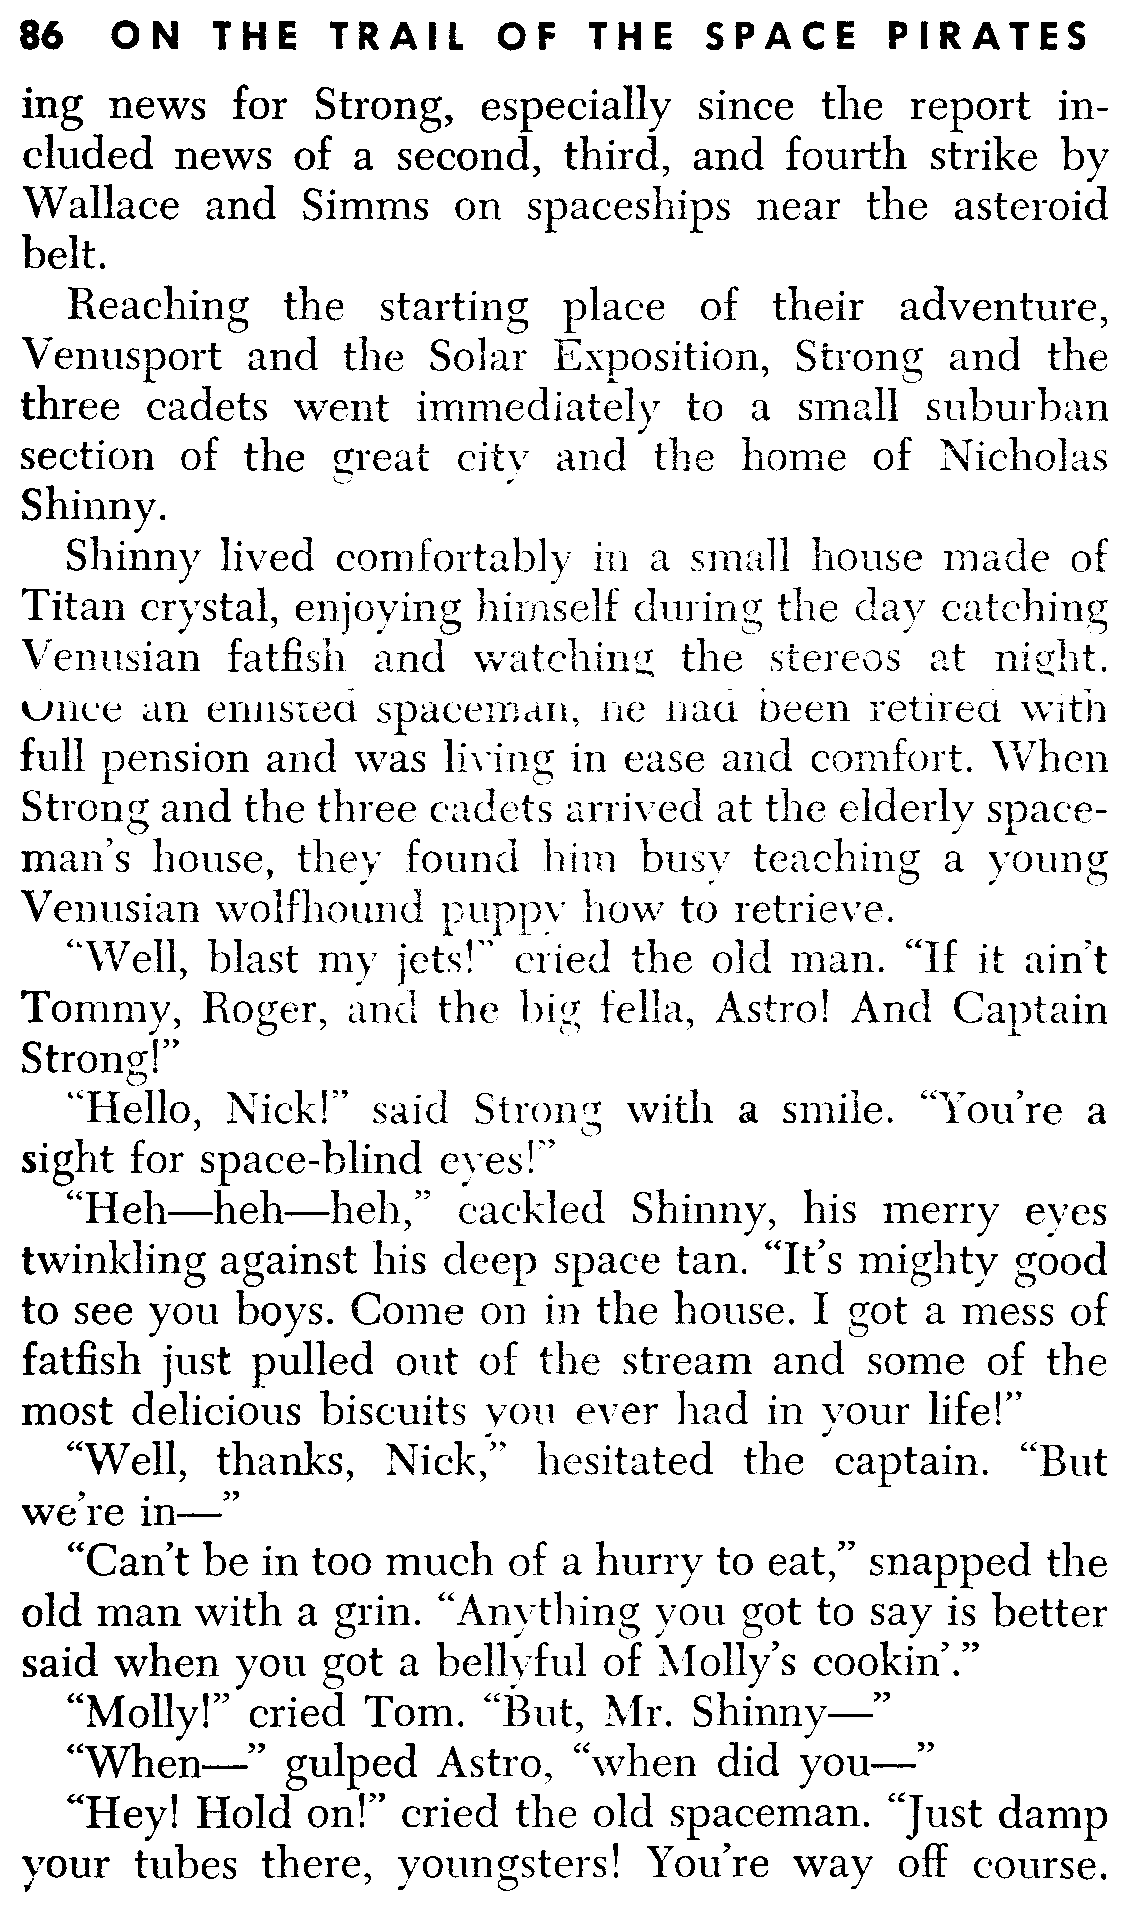 86 ON THE TRAIL OF THE SPACE PIRATES
ing news for Strong, especially since the report in-
cluded news of a second, third, and fourth strike by
Wallace and Simms on spaceships near the asteroid
belt.
Reaching the starting place of their adventure,
Venusport and the Solar Exposition, Strong and the
three cadets went immediately to a small suburban
section of the great city and the home of Nicholas
Shinny.
Shinny lived comfortably in a small house made of
Titan crystal, enjoying himself during the day catching
Venusian fatfish and watching the stereos at night.
Once an enlisted spaceman, he had been retired with
full pension and was living in ease and comfort. When
Strong and the three cadets arrived at the elderly space-
man's house, they found him busy teaching a young
Venusian wolfhound puppy how to retrieve.
“Well, blast my jets!” cried the old man. “If it ain't
Tommy, Roger, and the big fella, Astro! And Captain
Strong!”
“Hello, Nick!” said Strong with a smile. “You're a
sight for space-blind eyes!”
“Heh—heh—heh,” cackled Shinny, his merry eyes
twinkling against his deep space tan. “It's mighty good
to see you boys. Come on in the house. I got a mess of
fatfish just pulled out of the stream and some of the
most delicious biscuits you ever had in your life!”
“Well, thanks, Nick,” hesitated the captain. “But
we're in—”
“Can't be in too much of a hurry to eat,” snapped the
old man with a grin. “Anything you got to say is better
said when you got a bellyful of Molly's cookin'.”
“Molly!” cried Tom. “But, Mr. Shinny—”
“When—” gulped Astro, “when did you—”
“Hey! Hold on!” cried the old spaceman. “Just damp
your tubes there, youngsters! You're way off course.